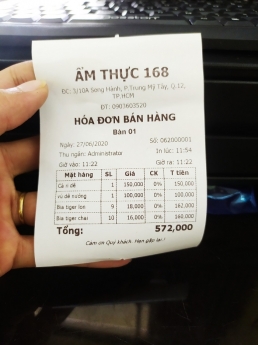 ẨM THỰC 168
ĐC: 5/10A Song Hành, P.Trung Mỹ Tây, Q.12,
TP.HCM
ĐT: 0903603520
HÓA ĐƠN BÁN HÀNG
Bàn 01
Ngày: 27/06/2020 Số: 062000001
Thu ngân: Administrator In lúc: 11:54
Giờ vào: 11:22 Giờ ra: 11:22
Mặt hàng SL Giá CK T tiền
Cà ri dê 1 150,000 0% 150,000
Vú dê nướng 1 100,000 0% 100,000
Bia tiger lon 9 18,000 0% 162,000
Bia tiger chai 10 16,000 0% 160,000
Tổng: 572,000
Cám ơn Quý khách. Hẹn gặp lại!